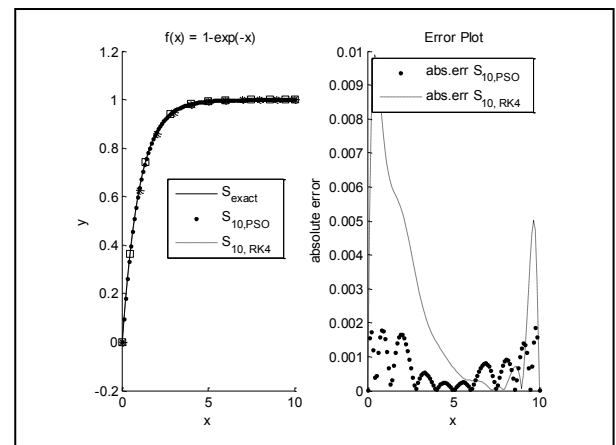 f(x) = 1-exp(-x)
1.2
1
0.8
0.6
0.4
0.2
0
-0.2
0
5
10
x
y
S_exact
S_10,PSO
S_10, RK4
Error Plot
0.01
0.009
0.008
0.007
0.006
0.005
0.004
0.003
0.002
0.001
0
0
5
10
x
absolute error
abs.err S_10,PSO
abs.err S_10, RK4